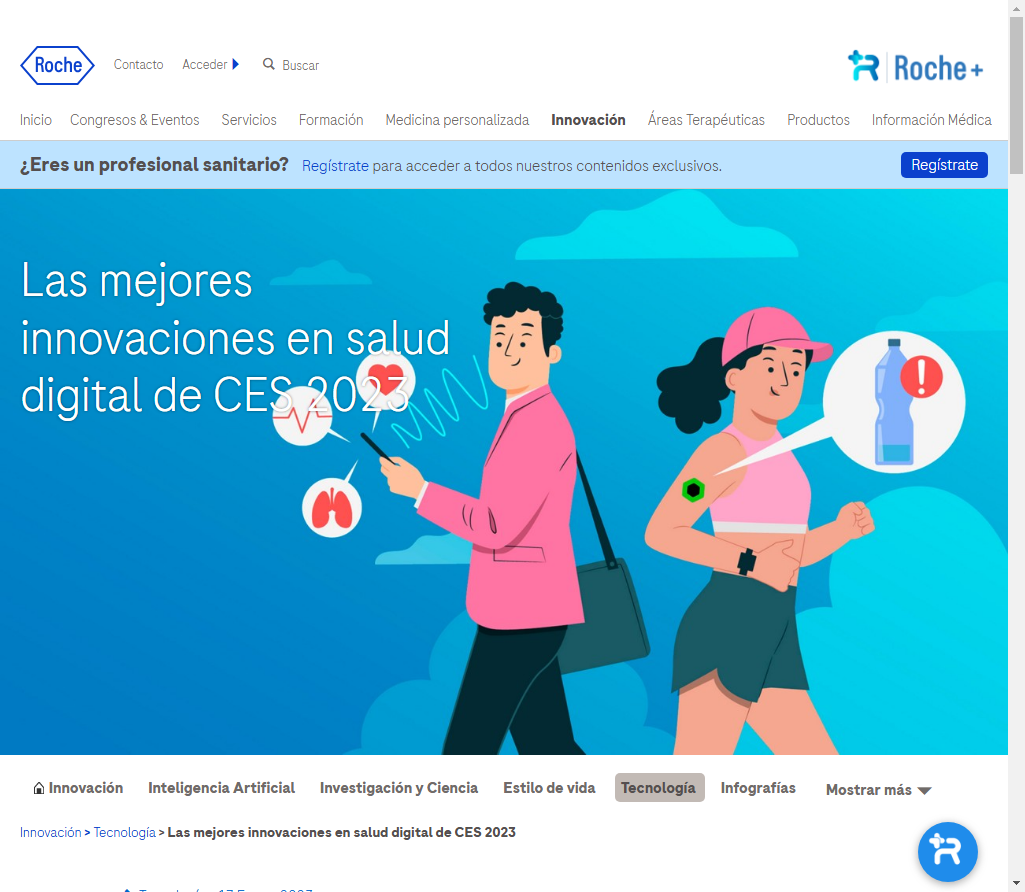 Roche
Contacto
Acceder
Buscar
Roche+
Inicio
Congresos & Eventos
Servicios
Formación
Medicina personalizada
Innovación
Áreas Terapéuticas
Productos
Información Médica
¿Eres un profesional sanitario? Regístrate para acceder a todos nuestros contenidos exclusivos.
Regístrate
Las mejores
innovaciones en salud
digital de CES 2023
Innovación
Inteligencia Artificial
Investigación y Ciencia
Estilo de vida
Tecnología
Infografías
Mostrar más
Innovación > Tecnología > Las mejores innovaciones en salud digital de CES 2023